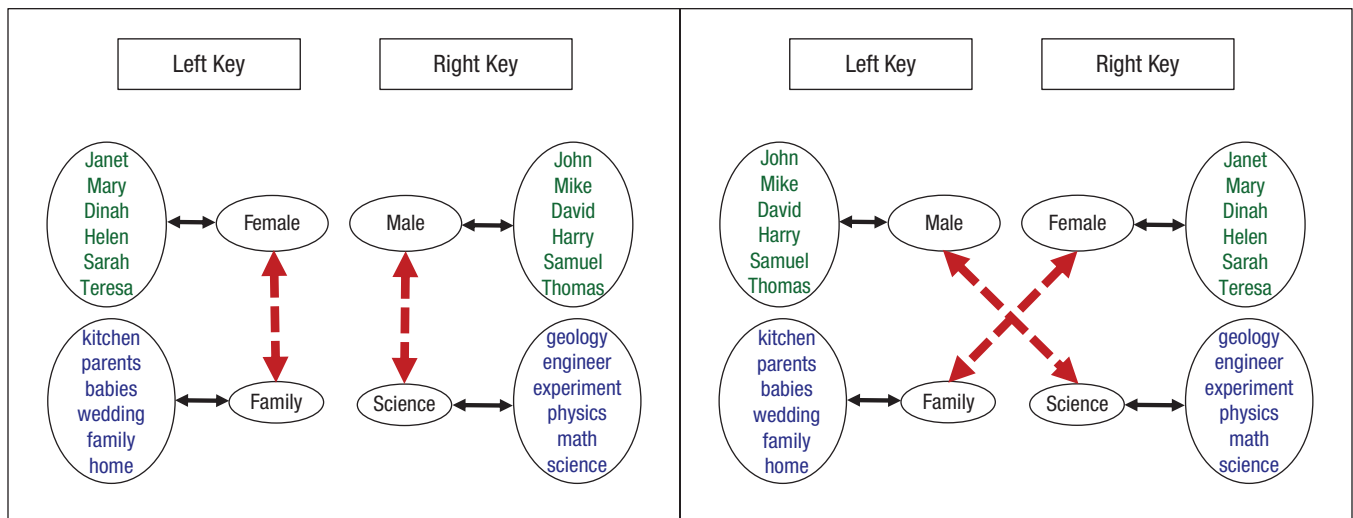 Left Key
Right Key
Janet
Mary
Dinah
Helen
Sarah
Teresa
Female
Male
John
Mike
David
Harry
Samuel
Thomas
kitchen
parents
babies
wedding
family
home
Family
Science
geology
engineer
experiment
physics
math
science
Left Key
Right Key
John
Mike
David
Harry
Samuel
Thomas
Male
Female
Janet
Mary
Dinah
Helen
Sarah
Teresa
kitchen
parents
babies
wedding
family
home
Family
Science
geology
engineer
experiment
physics
math
science